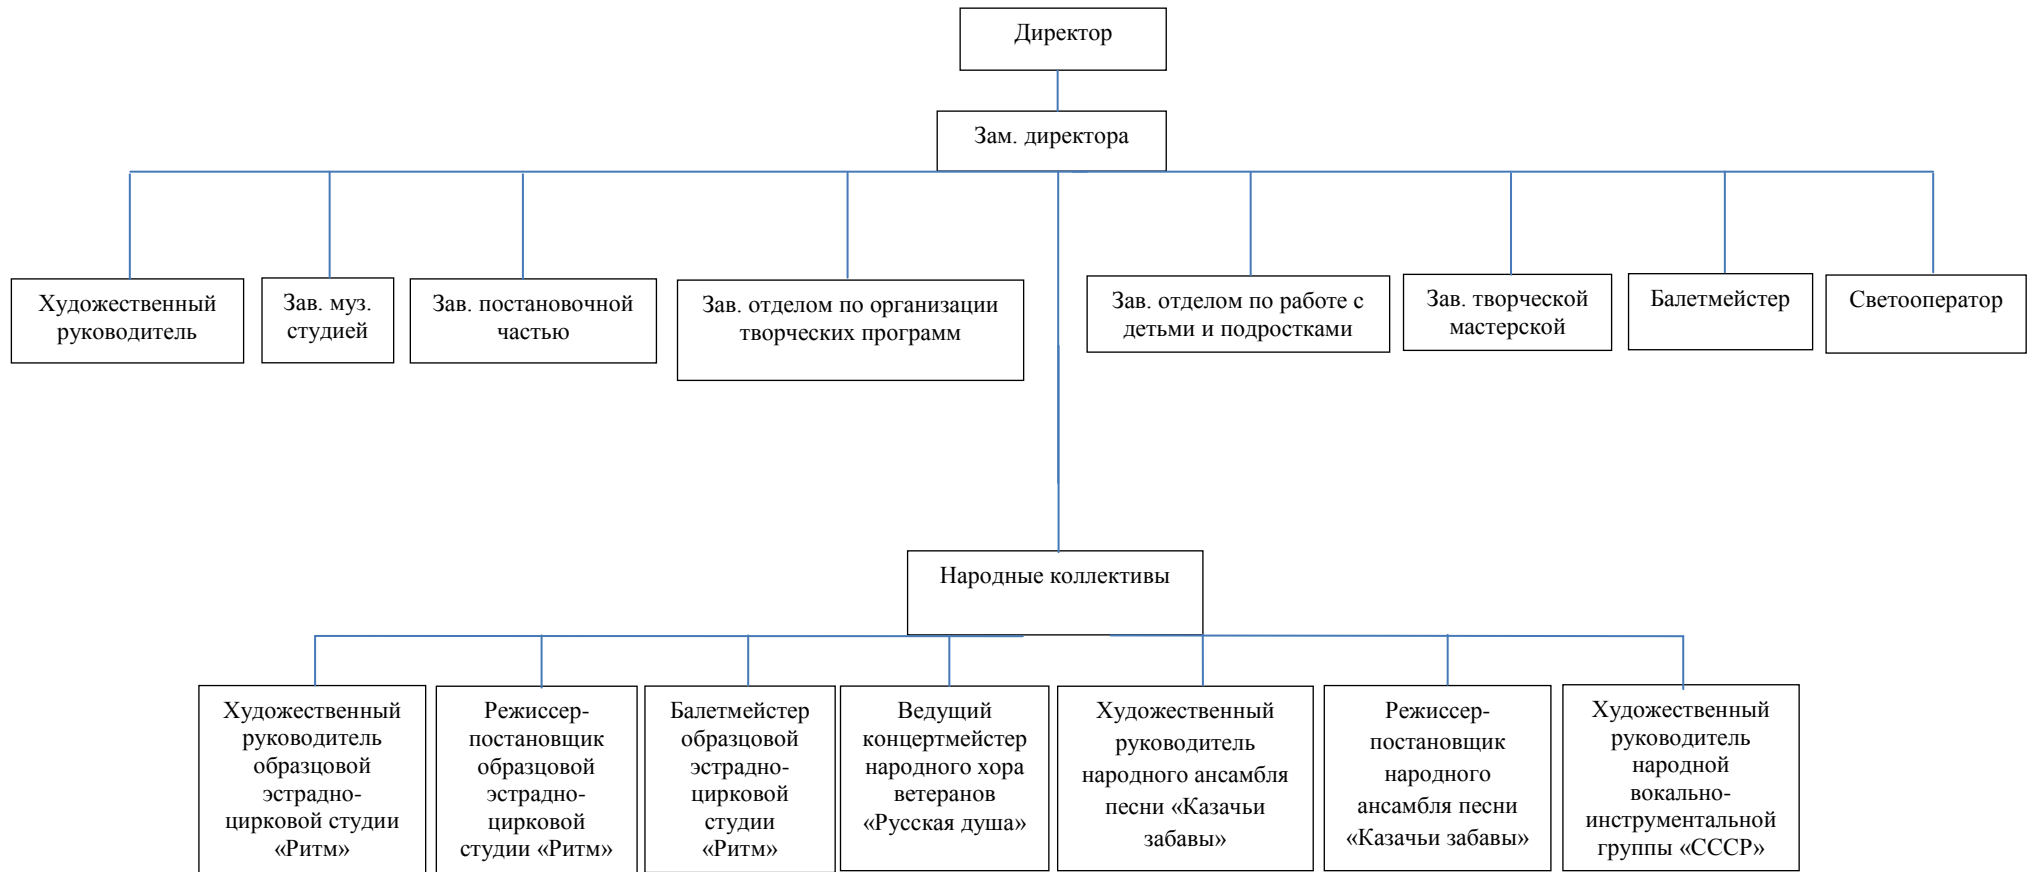 Директор
Зам. директора
Художественный
руководитель
Зав. муз.
студией
Зав. постановочной
частью
Зав. отделом по организации
творческих программ
Зав. отделом по работе с
детьми и подростками
Зав. творческой
мастерской
Балетмейстер
Светооператор
Народные коллективы
Художественный
руководитель
образцовой
эстрадно-
цирковой студии
«Ритм»
Режиссер-
постановщик
образцовой
эстрадно-
цирковой
студии «Ритм»
Балетмейстер
образцовой
эстрадно-
цирковой
студии
«Ритм»
Ведущий
концертмейстер
народного хора
ветеранов
«Русская душа»
Художественный
руководитель
народного ансамбля
песни «Казачьи
забавы»
Режиссер-
постановщик
народного
ансамбля песни
«Казачьи забавы»
Художественный
руководитель
народной
вокально-
инструментальной
группы «СССР»